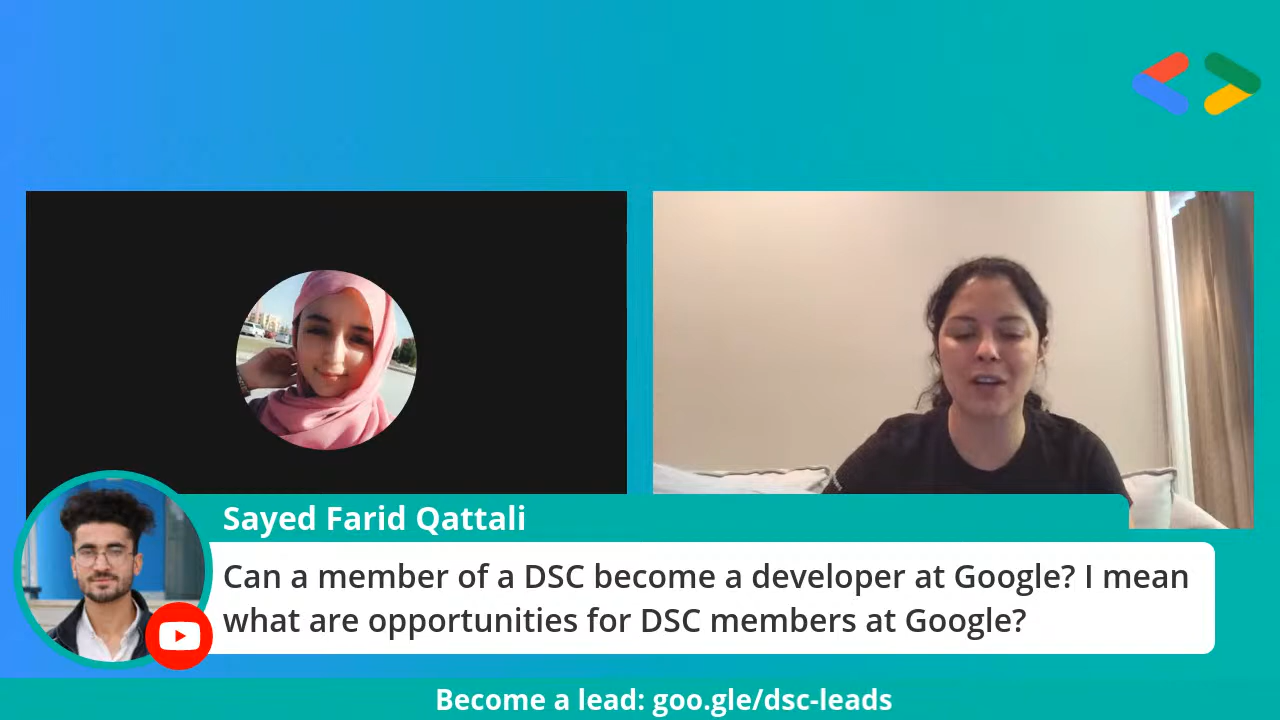 Sayed Farid Qattali
Can a member of a DSC become a developer at Google? I mean
what are opportunities for DSC members at Google?
Become a lead: goo.gle/dsc-leads